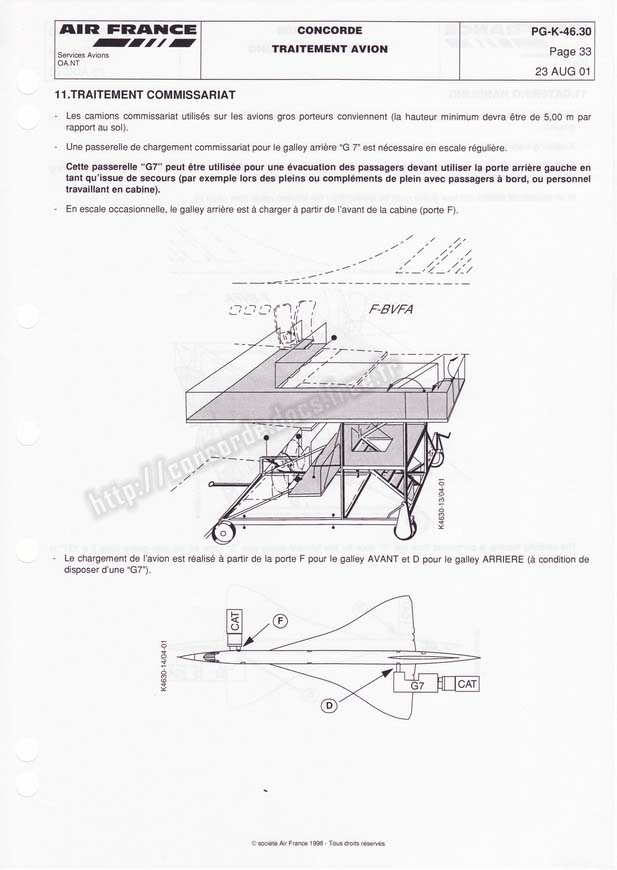 AIR FRANCE
Services Avions
OA.NT
CONCORDE
TRAITEMENT AVION
PG-K-46.30
Page 33
23 AUG 01
11.TRAITEMENT COMMISSARIAT
- Les camions commissariat utilisés sur les avions gros porteurs conviennent (la hauteur minimum devra être de 5,00 m par
rapport au sol).
- Une passerelle de chargement commissariat pour le galley arrière "G 7" est nécessaire en escale régulière.
Cette passerelle "G7" peut être utilisée pour une évacuation des passagers devant utiliser la porte arrière gauche en
tant qu'issue de secours (par exemple lors des pleins ou compléments de plein avec passagers à bord, ou personnel
travaillant en cabine).
- En escale occasionnelle, le galley arrière est à charger à partir de l'avant de la cabine (porte F).
F-BVFA
http://concorde.docs.free.fr
K4630-13/04-01
- Le chargement de l'avion est réalisé à partir de la porte F pour le galley AVANT et D pour le galley ARRIERE (à condition de
disposer d'une "G7").
CAT
F
K4630-14/04-01
G7
CAT
D
© société Air France 1998 - Tous droits réservés